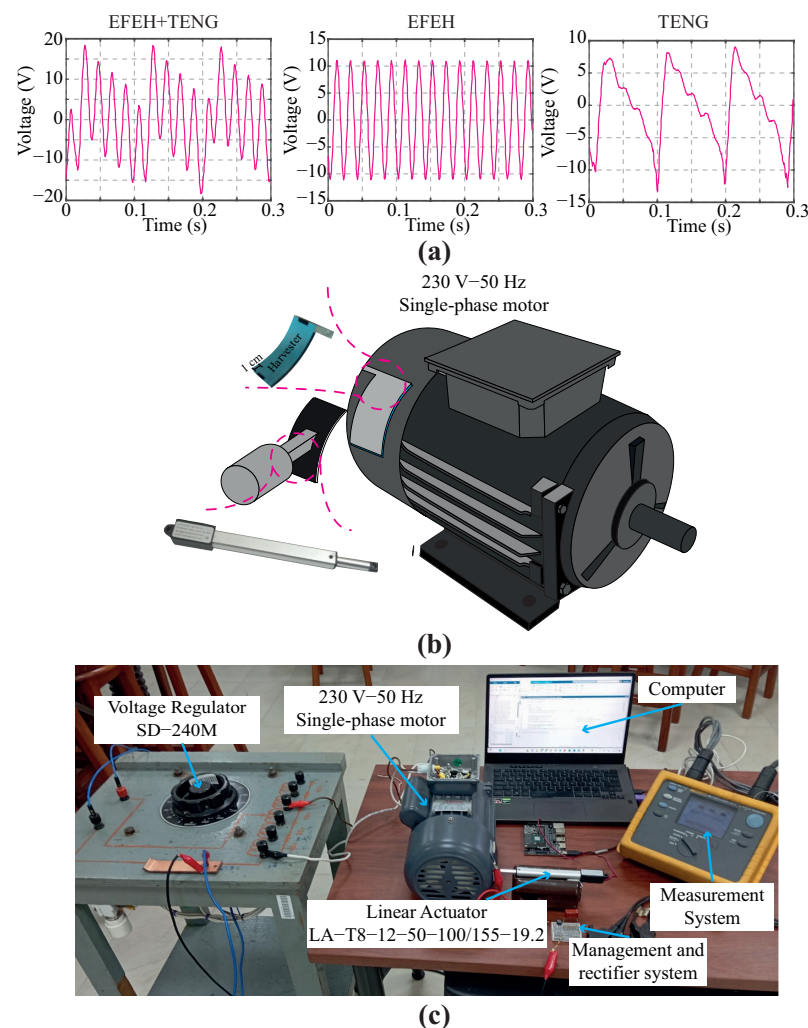 EFEH+TENG
EFEH
TENG
Voltage (V)
20
10
0
−10
−20
0
0.1
0.2
0.3
Time (s)
Voltage (V)
15
10
5
0
−5
−10
−15
0
0.1
0.2
0.3
Time (s)
Voltage (V)
10
5
0
−5
−10
−15
0
0.1
0.2
0.3
Time (s)
(a)
230 V−50 Hz
Single-phase motor
Harvester
1 cm
(b)
Voltage Regulator
SD−240M
230 V−50 Hz
Single-phase motor
Computer
Linear Actuator
LA−T8−12−50−100/155−19.2
Measurement
System
Management and
rectifier system
(c)